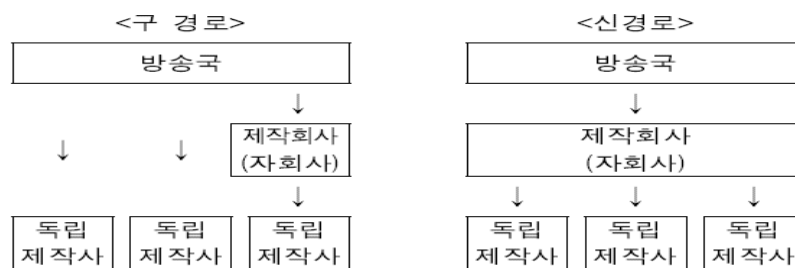 <구 경로>
방송국
↓
↓ ↓
제작회사
(자회사)
↓
독립
제작사
독립
제작사
독립
제작사
<신경로>
방송국
↓
제작회사
(자회사)
↓ ↓ ↓
독립
제작사
독립
제작사
독립
제작사